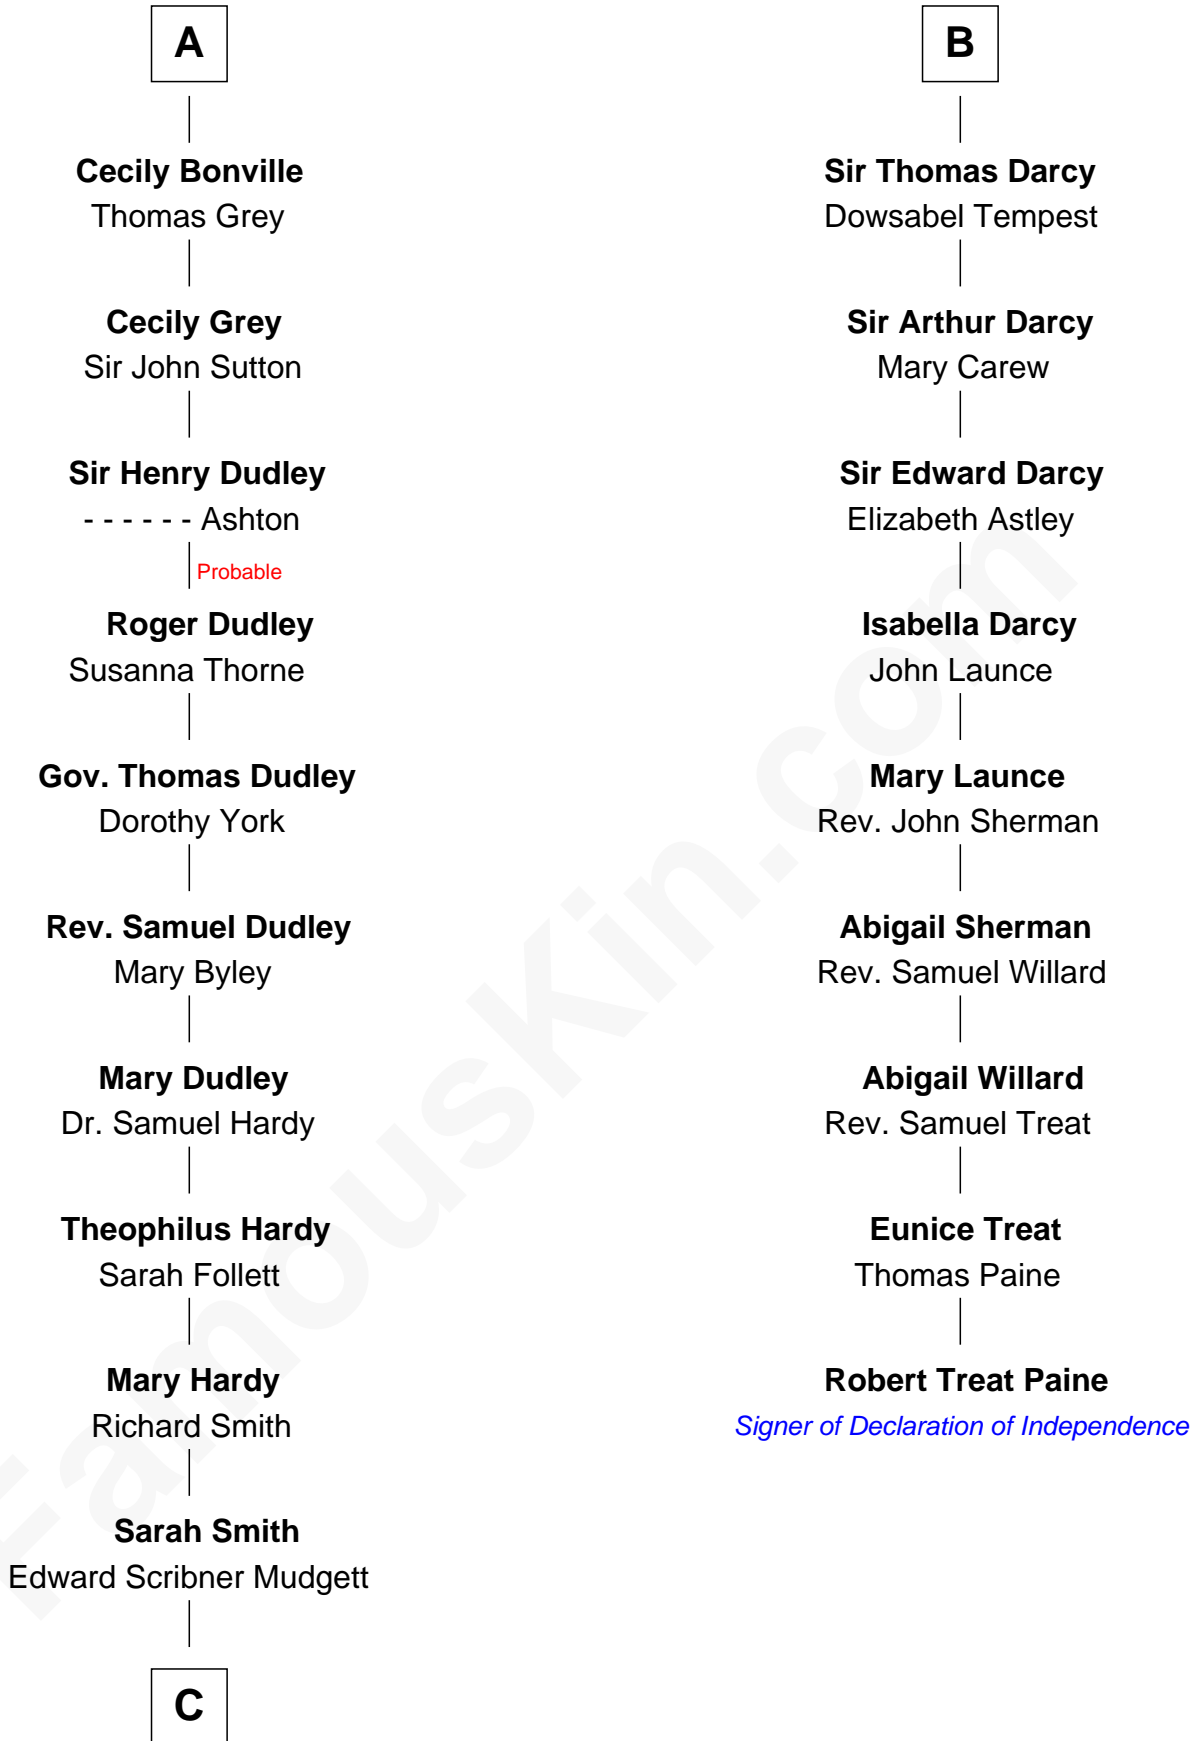 A
Cecily Bonville
Thomas Grey
Cecily Grey
Sir John Sutton
Sir Henry Dudley
- - - - - - Ashton
Probable
Roger Dudley
Susanna Thorne
Gov. Thomas Dudley
Dorothy York
Rev. Samuel Dudley
Mary Byley
Mary Dudley
Dr. Samuel Hardy
Theophilus Hardy
Sarah Follett
Mary Hardy
Richard Smith
Sarah Smith
Edward Scribner Mudgett
C
B
Sir Thomas Darcy
Dowsabel Tempest
Sir Arthur Darcy
Mary Carew
Sir Edward Darcy
Elizabeth Astley
Isabella Darcy
John Launce
Mary Launce
Rev. John Sherman
Abigail Sherman
Rev. Samuel Willard
Abigail Willard
Rev. Samuel Treat
Eunice Treat
Thomas Paine
Robert Treat Paine
Signer of Declaration of Independence
FamousKin.com